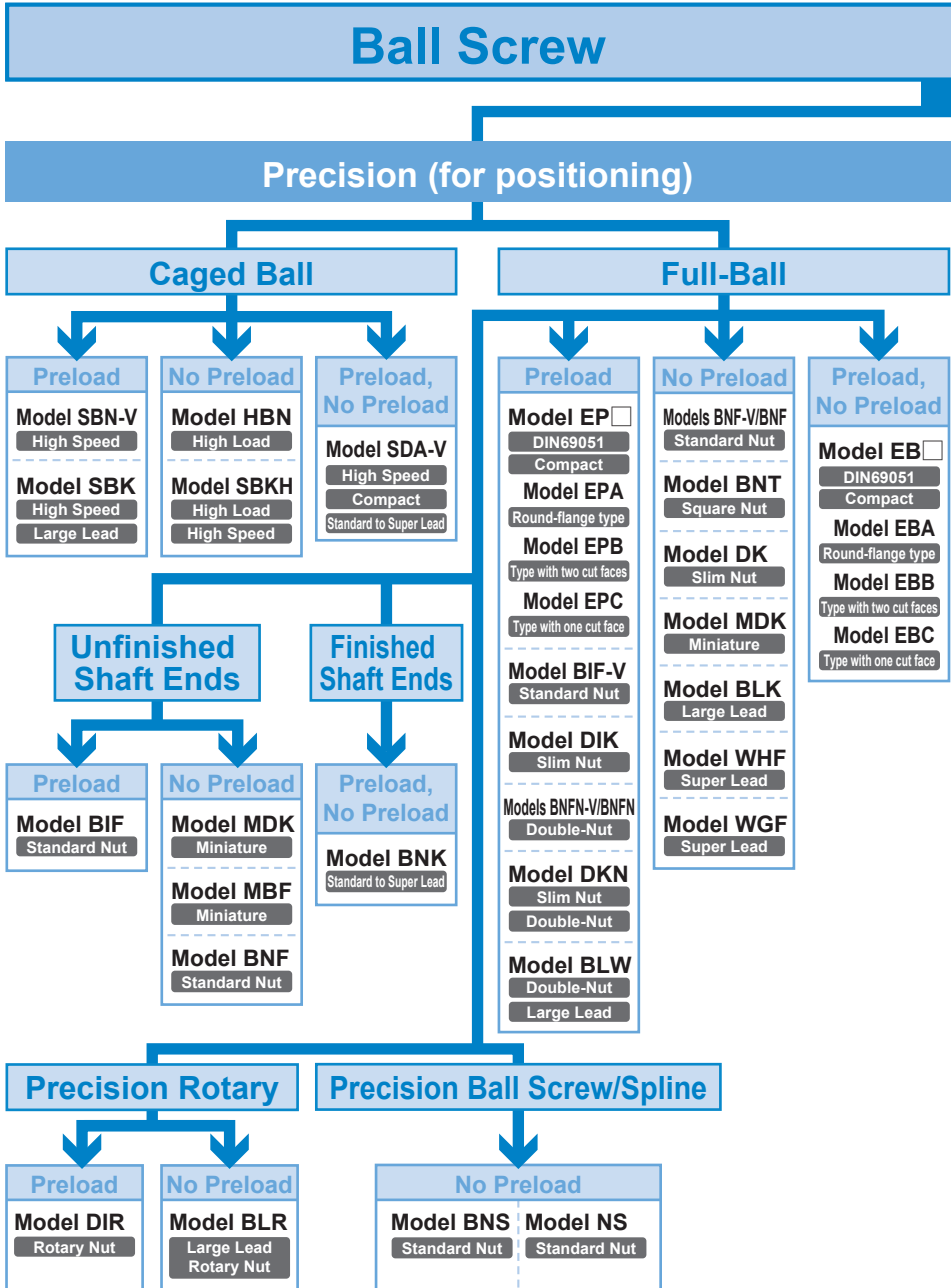 Ball Screw
Precision (for positioning)
Caged Ball
Full-Ball
Preload
Model SBN-V
High Speed
Model SBK
High Speed
Large Lead
No Preload
Model HBN
High Load
Model SBKH
High Load
High Speed
Preload,
No Preload
Model SDA-V
High Speed
Compact
Standard to Super Lead
Preload
Model EP□
DIN69051
Compact
Model EPA
Round-flange type
Model EPB
Type with two cut faces
Model EPC
Type with one cut face
Model BIF-V
Standard Nut
Model DIK
Slim Nut
Models BNFN-V/BNFN
Double-Nut
Model DKN
Slim Nut
Double-Nut
Model BLW
Double-Nut
Large Lead
No Preload
Models BNF-V/BNF
Standard Nut
Model BNT
Square Nut
Model DK
Slim Nut
Model MDK
Miniature
Model BLK
Large Lead
Model WHF
Super Lead
Model WGF
Super Lead
Preload,
No Preload
Model EB□
DIN69051
Compact
Model EBA
Round-flange type
Model EBB
Type with two cut faces
Model EBC
Type with one cut face
Unfinished
Shaft Ends
Finished
Shaft Ends
Preload
Model BIF
Standard Nut
No Preload
Model MDK
Miniature
Model MBF
Miniature
Model BNF
Standard Nut
Preload,
No Preload
Model BNK
Standard to Super Lead
Precision Rotary
Precision Ball Screw/Spline
Preload
Model DIR
Rotary Nut
No Preload
Model BLR
Large Lead
Rotary Nut
No Preload
Model BNS
Standard Nut
Model NS
Standard Nut